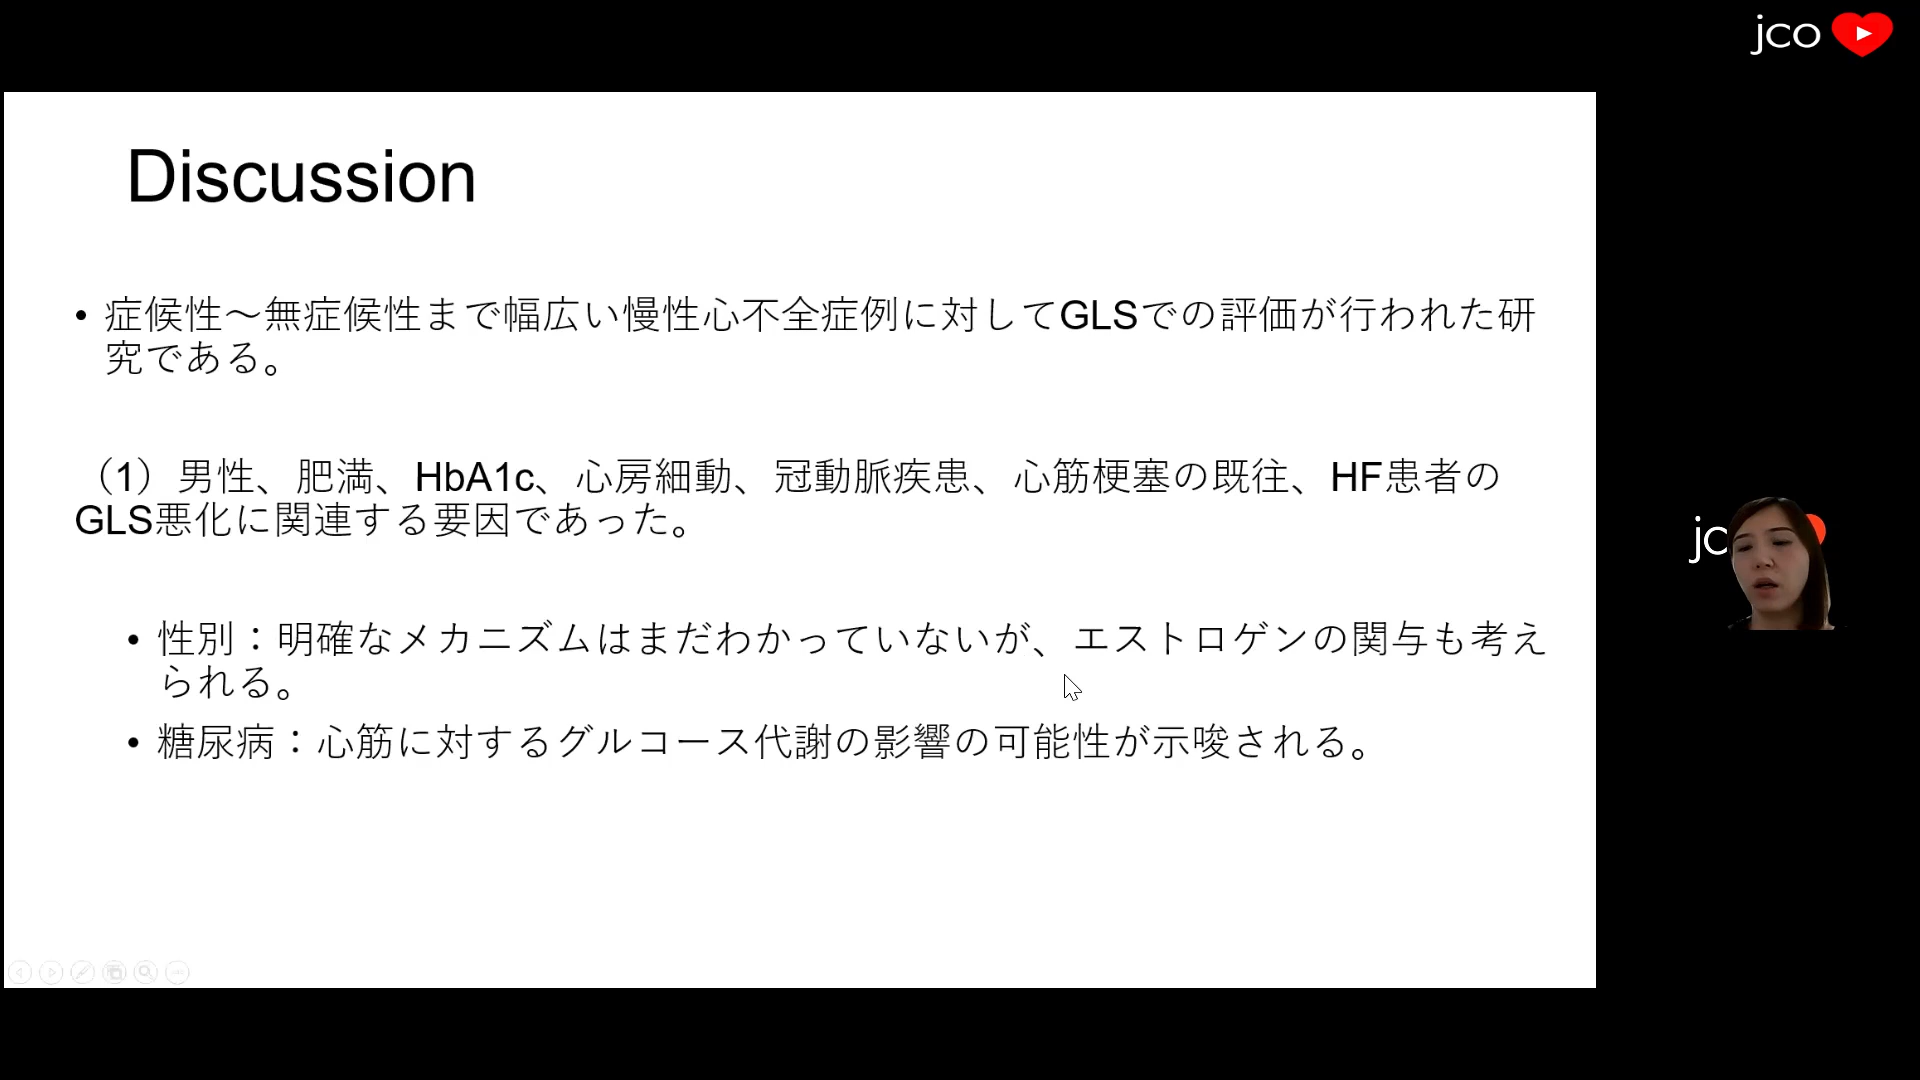 jco
Discussion
• 症候性～無症候性まで幅広い慢性心不全症例に対してGLSでの評価が行われた研
究である。
（1）男性、肥満、HbA1c、心房細動、冠動脈疾患、心筋梗塞の既往、HF患者の
GLS悪化に関連する要因であった。
• 性別：明確なメカニズムはまだわかっていないが、エストロゲンの関与も考え
られる。
• 糖尿病：心筋に対するグルコース代謝の影響の可能性が示唆される。
jc